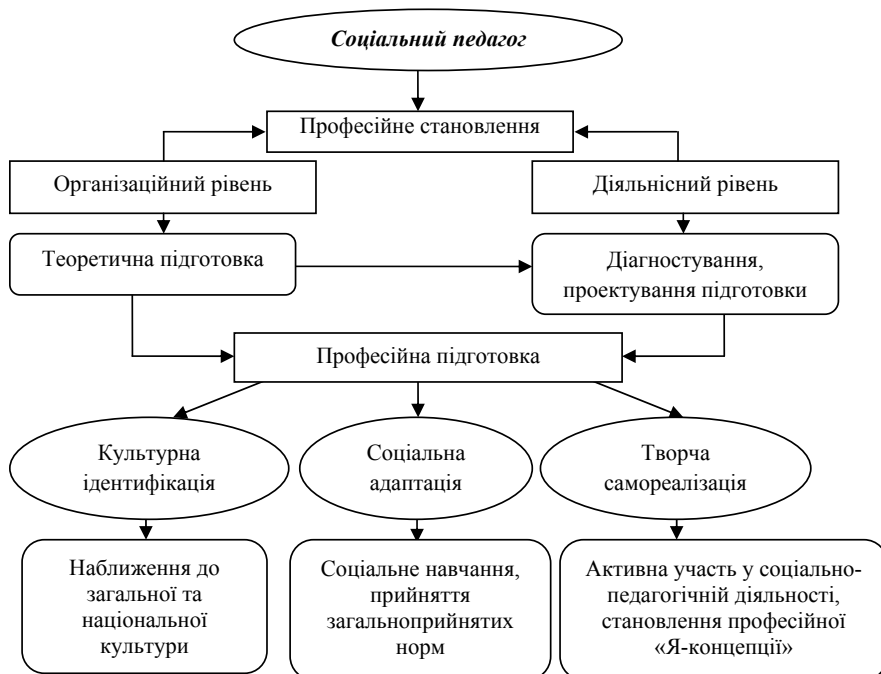 Соціальний педагог
Професійне становлення
Організаційний рівень
Діяльнісний рівень
Теоретична підготовка
Діагностування,
проектування підготовки
Професійна підготовка
Культурна
ідентифікація
Соціальна
адаптація
Творча
самореалізація
Наближення до
загальної та
національної
культури
Соціальне навчання,
прийняття
загальноприйнятих
норм
Активна участь у соціально-
педагогічній діяльності,
становлення професійної
«Я-концепції»